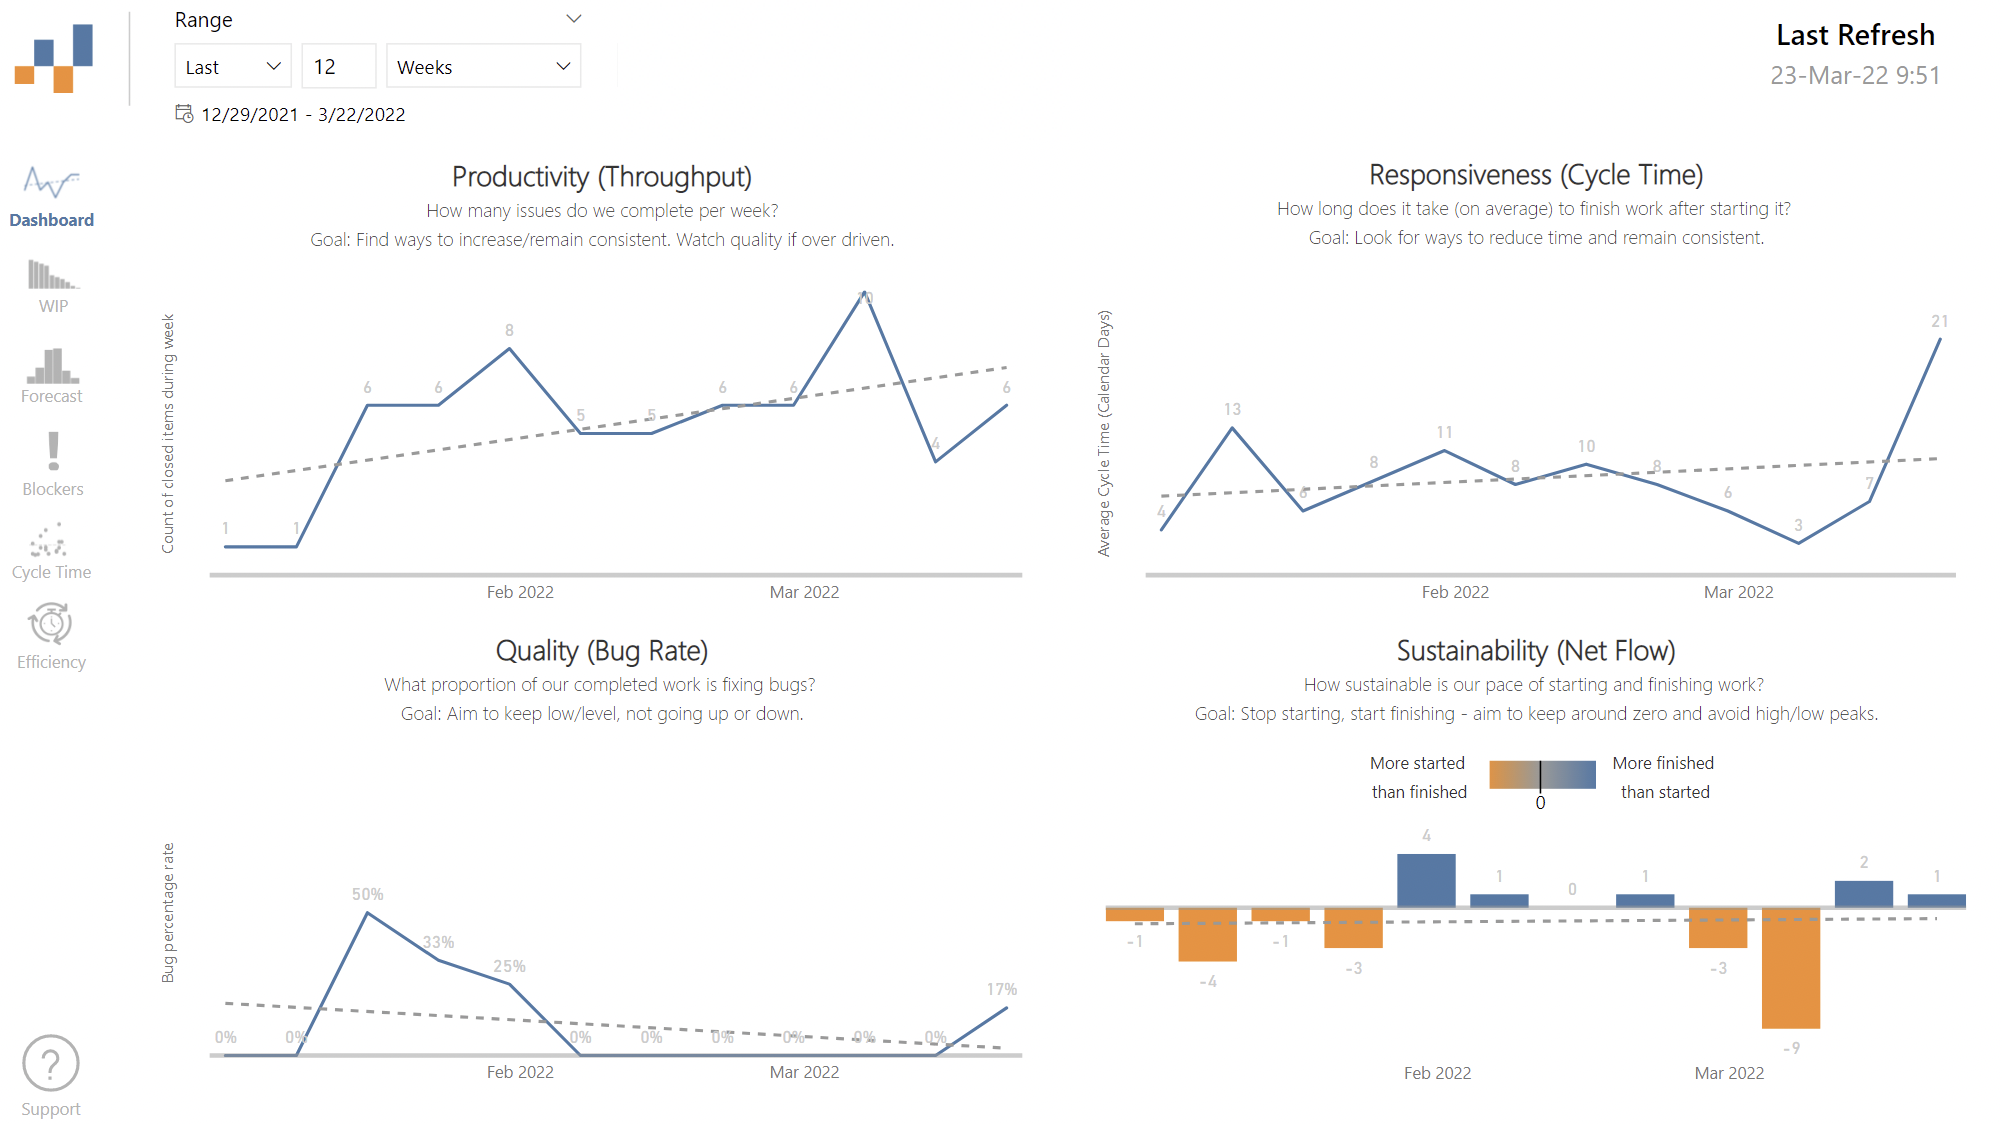 Range
Last 12 Weeks
12/29/2021 - 3/22/2022
Last Refresh
23-Mar-22 9:51
Dashboard
WIP
Forecast
Blockers
Cycle Time
Efficiency
Support
Productivity (Throughput)
How many issues do we complete per week?
Goal: Find ways to increase/remain consistent. Watch quality if over driven.
Count of closed items during week
1 1 6 6 8 5 5 6 6 10 4 6
Feb 2022 Mar 2022
Responsiveness (Cycle Time)
How long does it take (on average) to finish work after starting it?
Goal: Look for ways to reduce time and remain consistent.
Average Cycle Time (Calendar Days)
4 13 6 8 11 8 10 8 6 3 7 21
Feb 2022 Mar 2022
Quality (Bug Rate)
What proportion of our completed work is fixing bugs?
Goal: Aim to keep low/level, not going up or down.
Bug percentage rate
0% 0% 50% 33% 25% 0% 0% 0% 0% 0% 0% 17%
Feb 2022 Mar 2022
Sustainability (Net Flow)
How sustainable is our pace of starting and finishing work?
Goal: Stop starting, start finishing - aim to keep around zero and avoid high/low peaks.
More started
than finished
0
More finished
than started
-1 -4 -1 -3 4 1 0 1 -3 -9 2 1
Feb 2022 Mar 2022